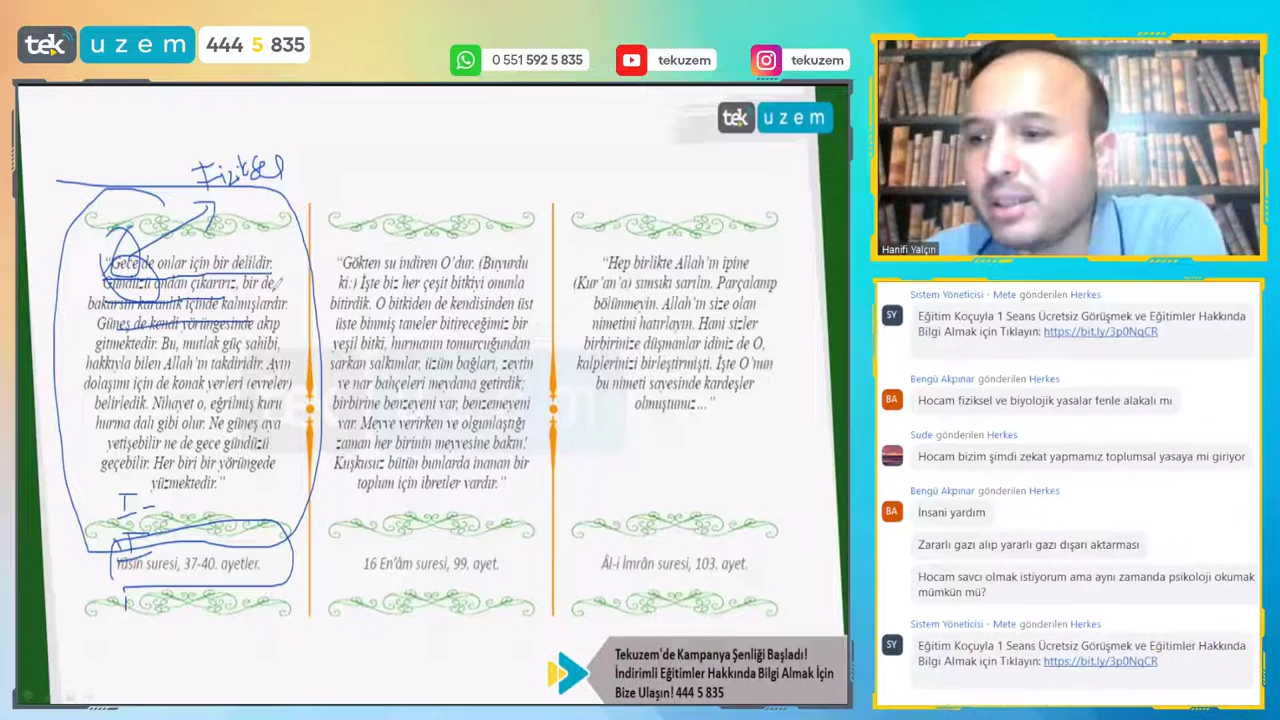 tek
uzem
444 5 835
0 551 592 5 835
tekuzem
tekuzem
tek uzem
Fiziksel
“Gece de onlar için bir delildir.
Gündüzü ondan çıkarırız, bir de
bakarsın karanlık içinde kalmışlardır.
Güneş de kendi yörüngesinde akıp
gitmektedir. Bu, mutlak güç sahibi,
hakkıyla bilen Allah’ın takdiridir. Ayın
dolaşımı için de konak yerleri (evreler)
belirledik. Nihayet o, eğrilmiş kuru
hurma dalı gibi olur. Ne güneş aya
yetişebilir ne de gece gündüzü
geçebilir. Her biri bir yörüngede
yüzmektedir.”
Yâsîn suresi, 37-40. ayetler.
“Gökten su indiren O’dur. (Buyurdu
ki:) İşte biz her çeşit bitkiyi onunla
bitirdik. O bitkiden de kendisinden üst
üste binmiş taneler bitireceğimiz bir
yeşil bitki, hurmanın tomurcuğundan
sarkan salkımlar, üzüm bağları, zeytin
ve nar bahçeleri meydana getirdik;
birbirine benzeyeni var, benzemeyeni
var. Meyve verirken ve olgunlaştığı
zaman her birinin meyvesine bakın!
Kuşkusuz bütün bunlarda inanan bir
toplum için ibretler vardır.”
16 En’âm suresi, 99. ayet.
“Hep birlikte Allah’ın ipine
(Kur’an’a) sımsıkı sarılın. Parçalanıp
bölünmeyin. Allah’ın size olan
nimetini hatırlayın. Hani sizler
birbirinize düşmanlar idiniz de O,
kalplerinizi birleştirmişti. İşte O’nun
bu nimeti sayesinde kardeşler
olmuştunuz...”
Âl-i İmrân suresi, 103. ayet.
Tekuzem'de Kampanya Şenliği Başladı!
İndirimli Eğitimler Hakkında Bilgi Almak İçin
Bize Ulaşın! 444 5 835
Hanifi Yalçın
Sistem Yöneticisi - Mete gönderilen Herkes
SY
Eğitim Koçuyla 1 Seans Ücretsiz Görüşmek ve Eğitimler Hakkında
Bilgi Almak için Tıklayın: https://bit.ly/3p0NqCR
Bengü Akpınar gönderilen Herkes
BA
Hocam fiziksel ve biyolojik yasalar fenle alakalı mı
Sude gönderilen Herkes
Hocam bizim şimdi zekat yapmamız toplumsal yasaya mi giriyor
Bengü Akpınar gönderilen Herkes
BA
İnsani yardım
Zararlı gazı alıp yararlı gazı dışarı aktarması
Hocam savcı olmak istiyorum ama aynı zamanda psikoloji okumak
mümkün mü?
Sistem Yöneticisi - Mete gönderilen Herkes
SY
Eğitim Koçuyla 1 Seans Ücretsiz Görüşmek ve Eğitimler Hakkında
Bilgi Almak için Tıklayın: https://bit.ly/3p0NqCR